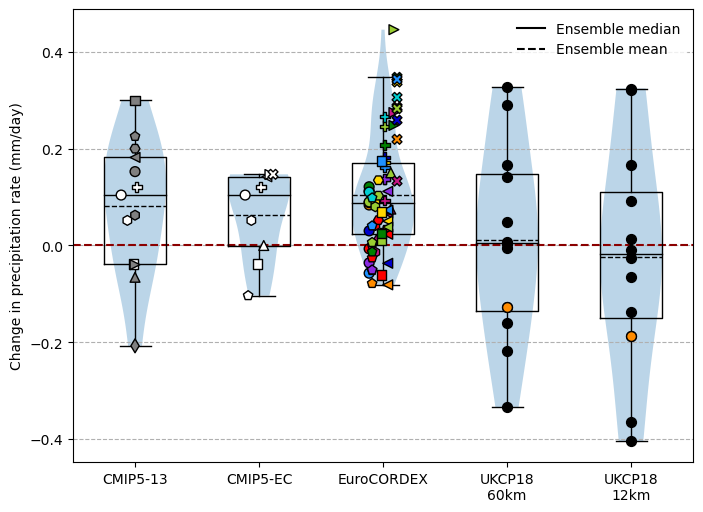 Ensemble median
Ensemble mean
Change in precipitation rate (mm/day)
0.4
0.2
0.0
−0.2
−0.4
CMIP5-13
CMIP5-EC
EuroCORDEX
UKCP18
60km
UKCP18
12km